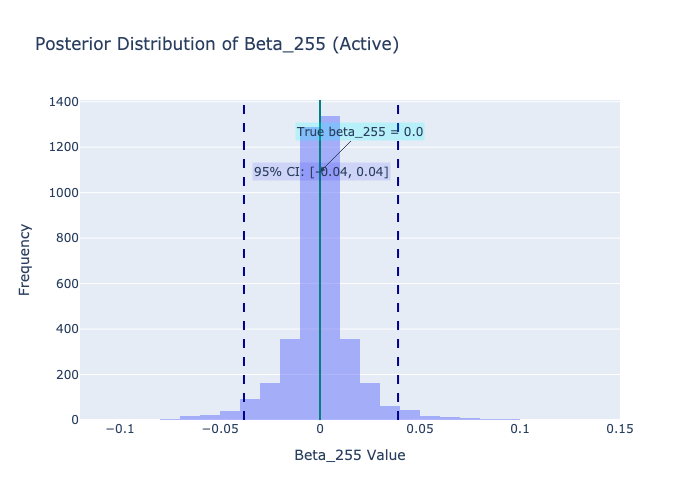 Posterior Distribution of Beta_255 (Active)
1400
1200
1000
800
600
400
200
0
Frequency
True beta_255 = 0.0
95% CI: [-0.04, 0.04]
−0.1
−0.05
0
0.05
0.1
0.15
Beta_255 Value